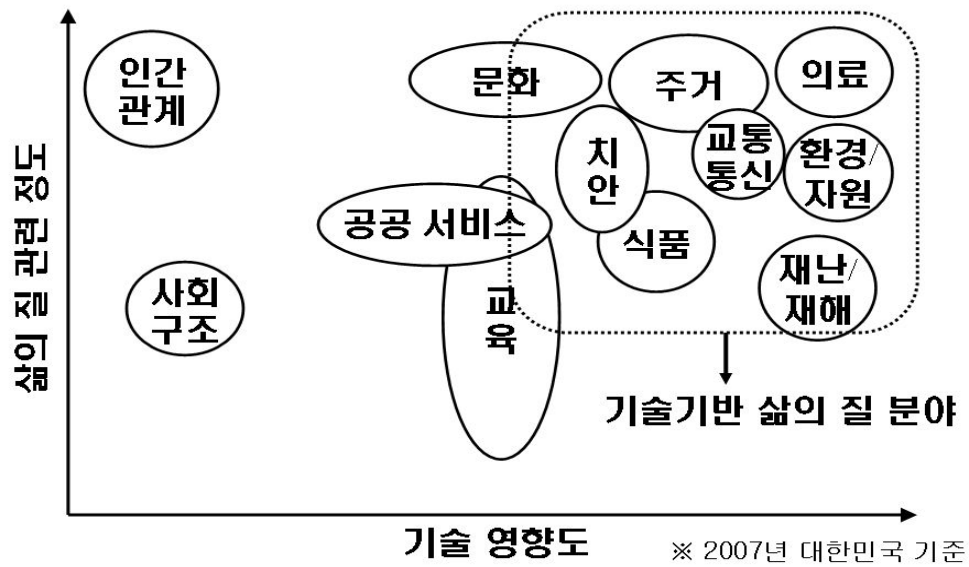 인간
관계
문화
주거
의료
치
안
교통
통신
환경/
자원
공공 서비스
식품
사회
구조
교
육
재난/
재해
기술기반 삶의 질 분야
삶의 질 관련 정도
기술 영향도
※ 2007년 대한민국 기준